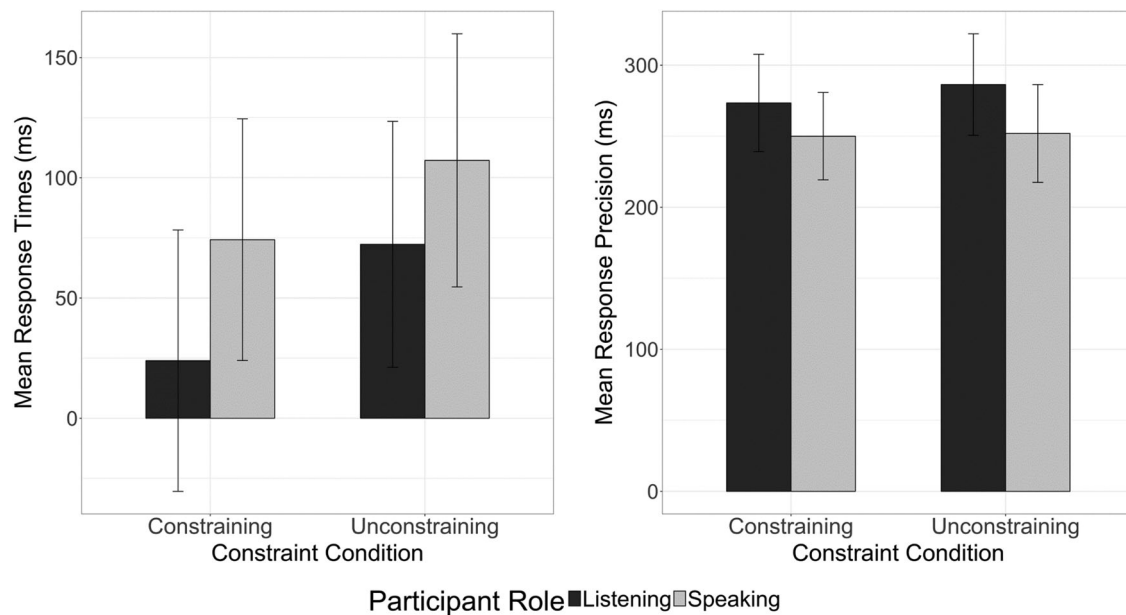 Mean Response Times (ms)
150
100
50
0
Constraining Unconstraining
Constraint Condition
Mean Response Precision (ms)
300
200
100
0
Constraining Unconstraining
Constraint Condition
Participant Role Listening Speaking